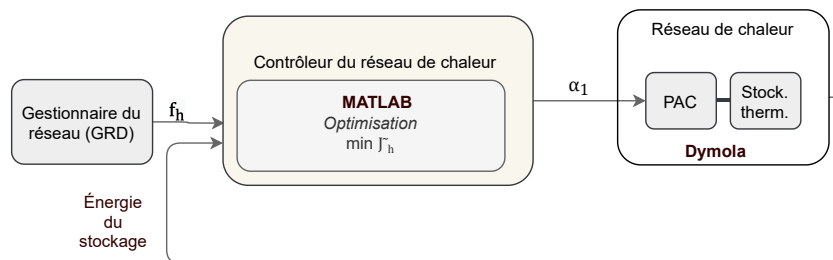 Gestionnaire du
réseau (GRD)
f_h
Énergie
du
stockage
Contrôleur du réseau de chaleur
MATLAB
Optimisation
min J̃_h
α₁
Réseau de chaleur
PAC
Stock.
therm.
Dymola